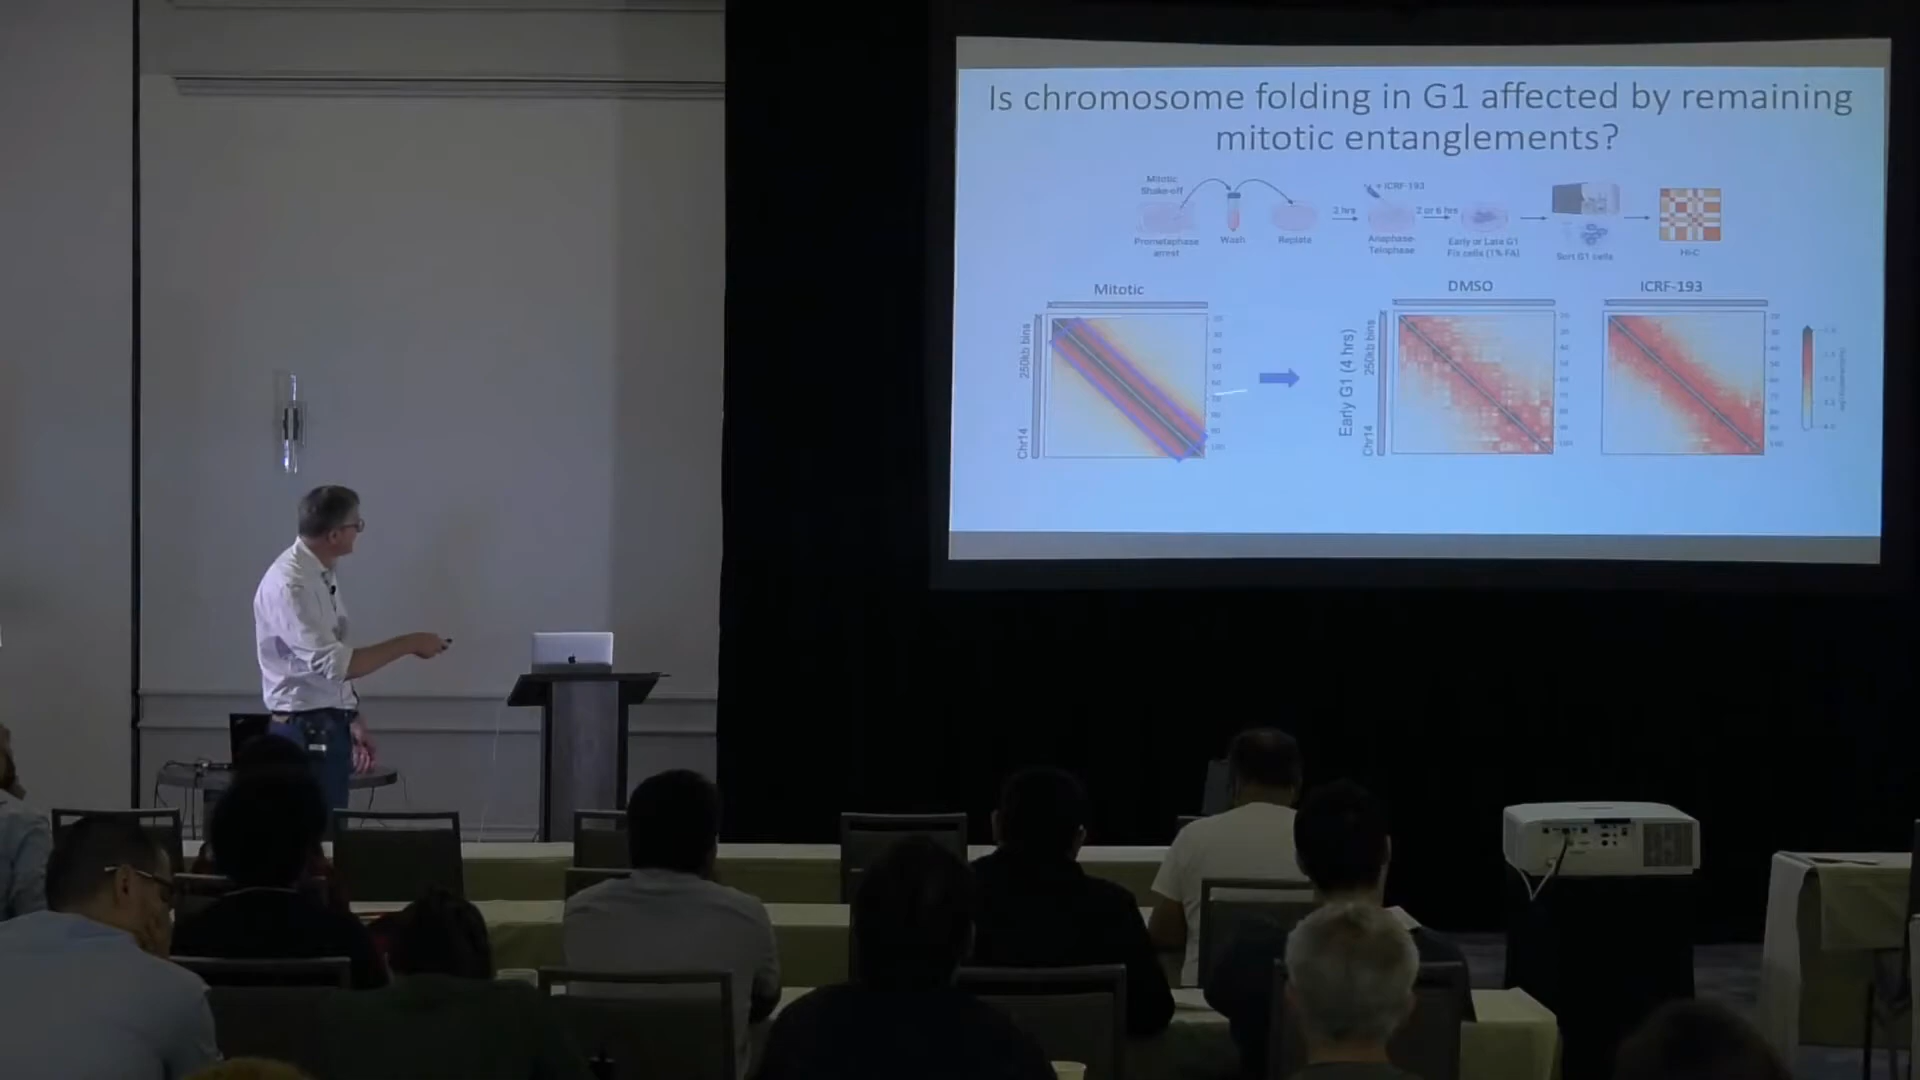 Is chromosome folding in G1 affected by remaining
mitotic entanglements?
Mitotic
Shake-off
+ ICRF-193
2 hrs
2 or 6 hrs
Prometaphase
arrest
Wash
Replate
Anaphase-
Telophase
Early or Late G1
Fix cells (1% FA)
Sort G1 cells
Hi-C
Mitotic
DMSO
ICRF-193
250kb bins
Chr14
Early G1 (4 hrs)
250kb bins
Chr14